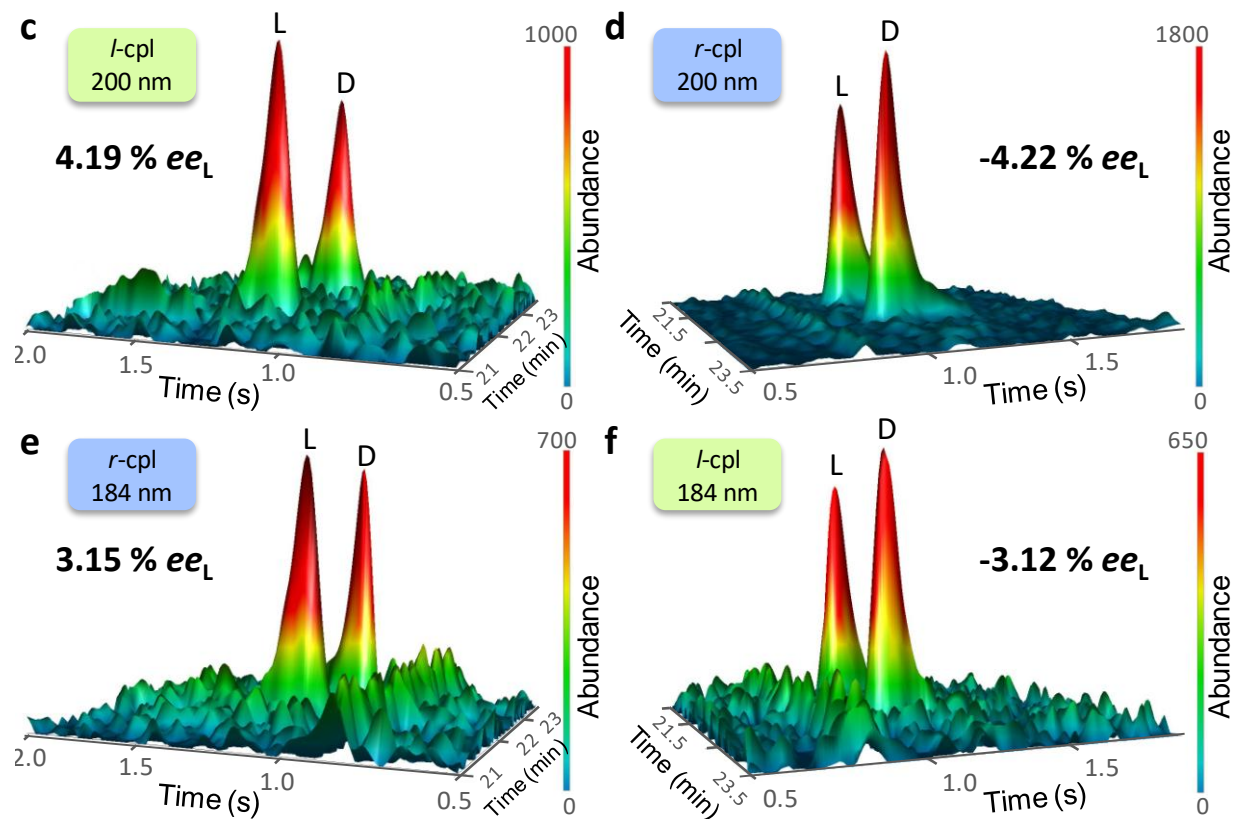 c
l-cpl
200 nm
4.19 % eeL
L
D
1000
Abundance
0
2.0
1.5
1.0
0.5
Time (s)
21
22
23
Time (min)
d
r-cpl
200 nm
-4.22 % eeL
L
D
1800
Abundance
0
21.5
23.5
Time (min)
0.5
1.0
1.5
Time (s)
e
r-cpl
184 nm
3.15 % eeL
L
D
700
Abundance
0
2.0
1.5
1.0
0.5
Time (s)
21
22
23
Time (min)
f
l-cpl
184 nm
-3.12 % eeL
L
D
650
Abundance
0
21.5
23.5
Time (min)
0.5
1.0
1.5
Time (s)